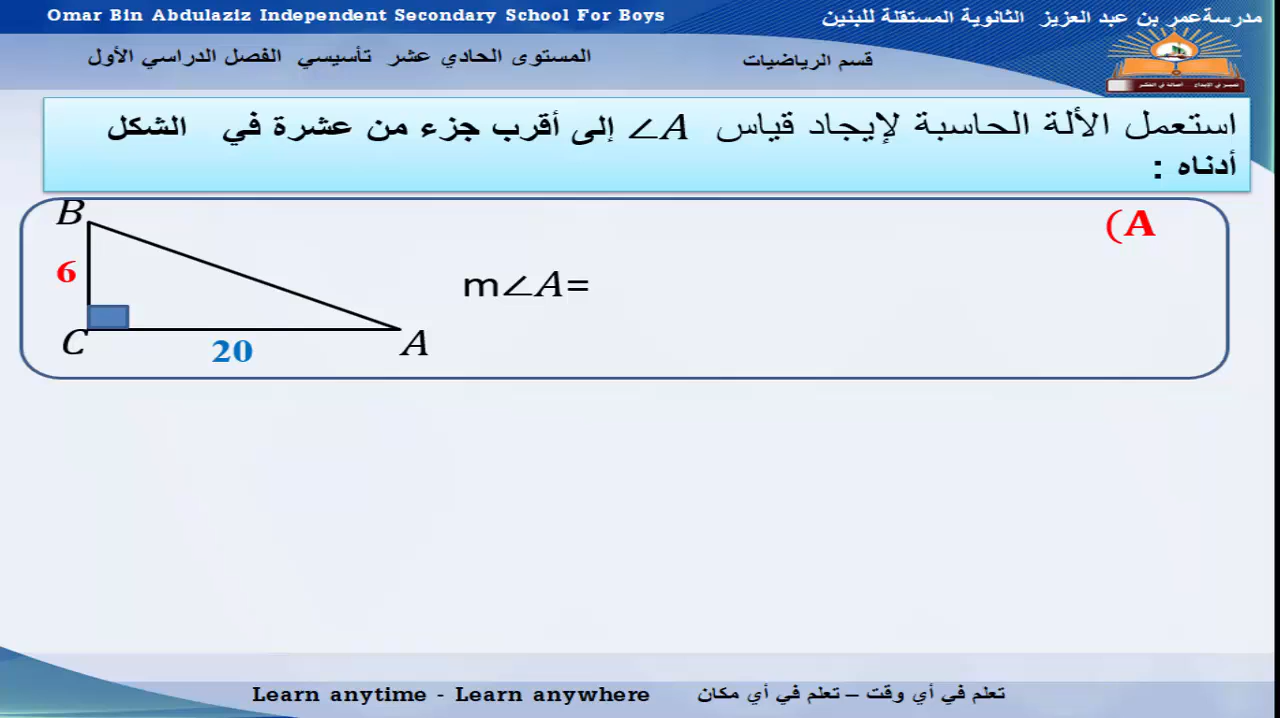 Omar Bin Abdulaziz Independent Secondary School For Boys
مدرسةعمر بن عبد العزيز الثانوية المستقلة للبنين
قسم الرياضيات
المستوى الحادي عشر تأسيسي الفصل الدراسي الأول
استعمل الألة الحاسبة لإيجاد قياس ∠A إلى أقرب جزء من عشرة في الشكل
أدناه :
(A
B
6
m∠A=
C
20
A
Learn anytime - Learn anywhere
تعلم في أي وقت – تعلم في أي مكان